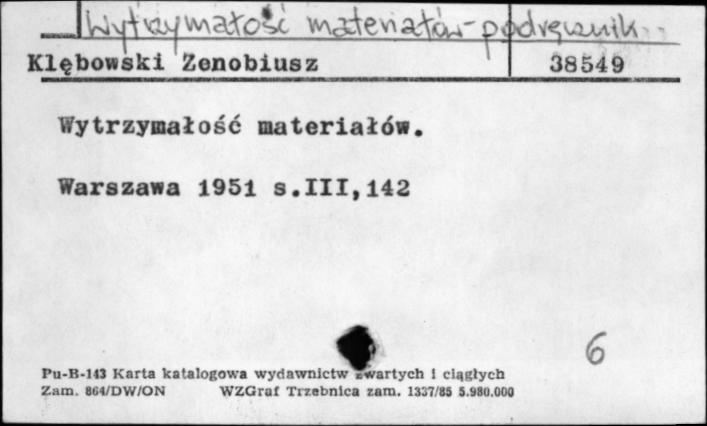 Wytrzymałość materiałów - podręcznik
Klębowski Zenobiusz 38549
Wytrzymałość materiałów.
Warszawa 1951 s.III,142
6
Pu-B-143 Karta katalogowa wydawnictw zwartych i ciągłych
Zam. 864/DW/ON WZGraf Trzebnica zam. 1337/85 5.980.000